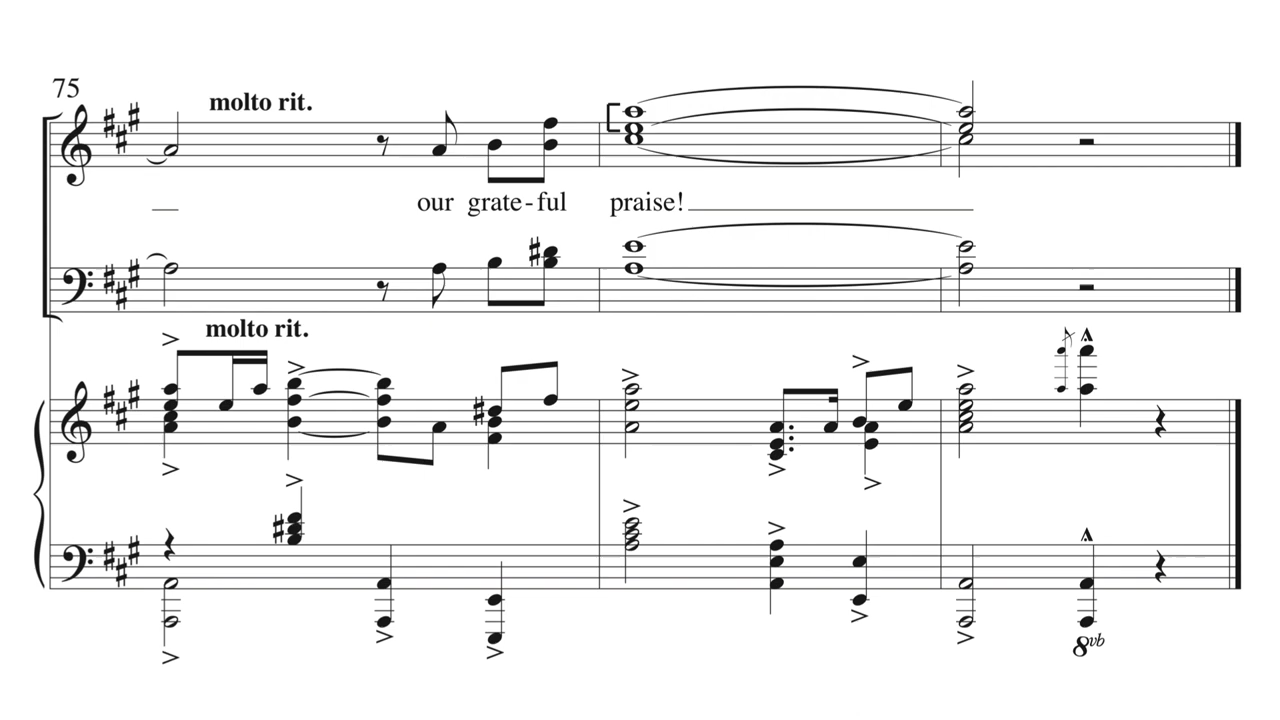 75
molto rit.
our grate - ful praise!
molto rit.
8vb